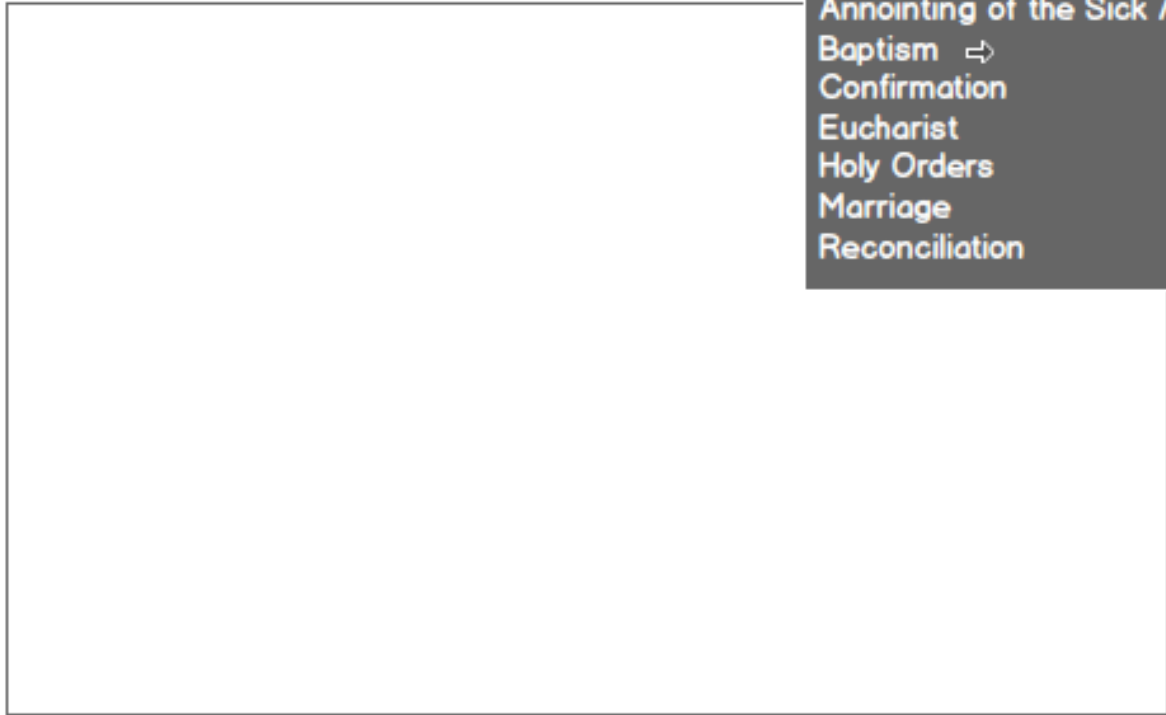 Annointing of the Sick
Baptism ⇨
Confirmation
Eucharist
Holy Orders
Marriage
Reconciliation